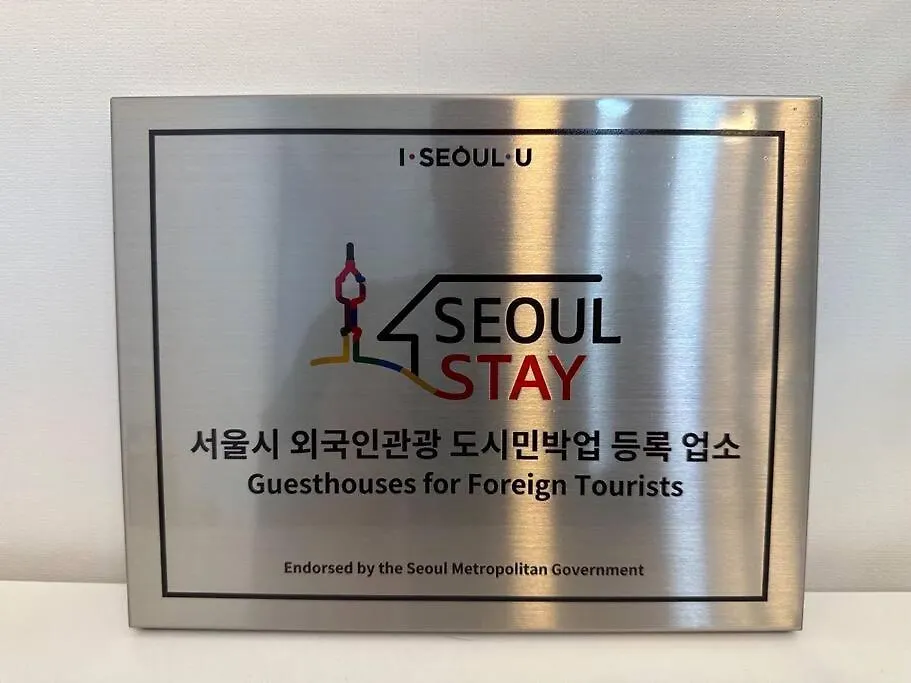 I·SEOUL·U
SEOUL
STAY
서울시 외국인관광 도시민박업 등록 업소
Guesthouses for Foreign Tourists
Endorsed by the Seoul Metropolitan Government